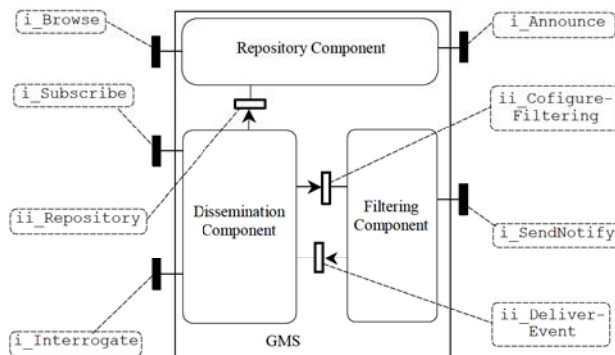 i_Browse
i_Announce
Repository Component
i_Subscribe
ii_Cofigure-
Filtering
ii_Repository
Dissemination
Component
Filtering
Component
i_SendNotify
i_Interrogate
ii_Deliver-
Event
GMS